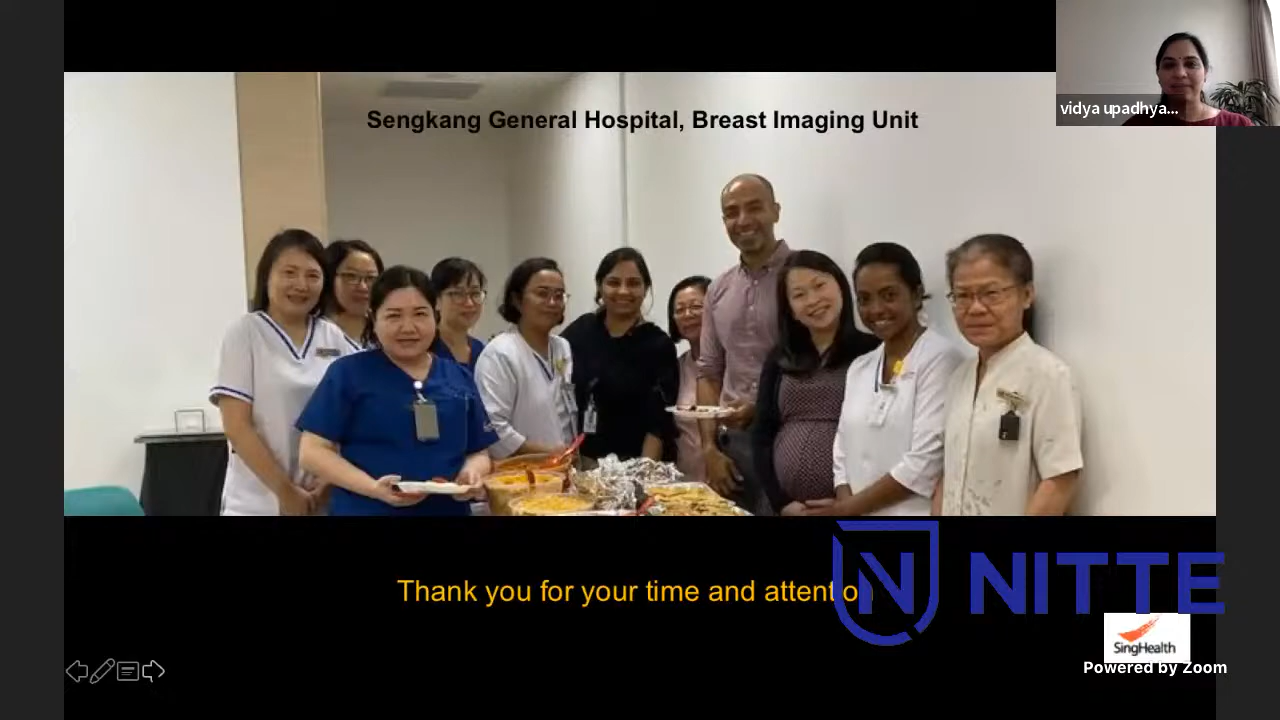 vidya upadhya...
Sengkang General Hospital, Breast Imaging Unit
Thank you for your time and attention
N NITTE
SingHealth
Powered by Zoom